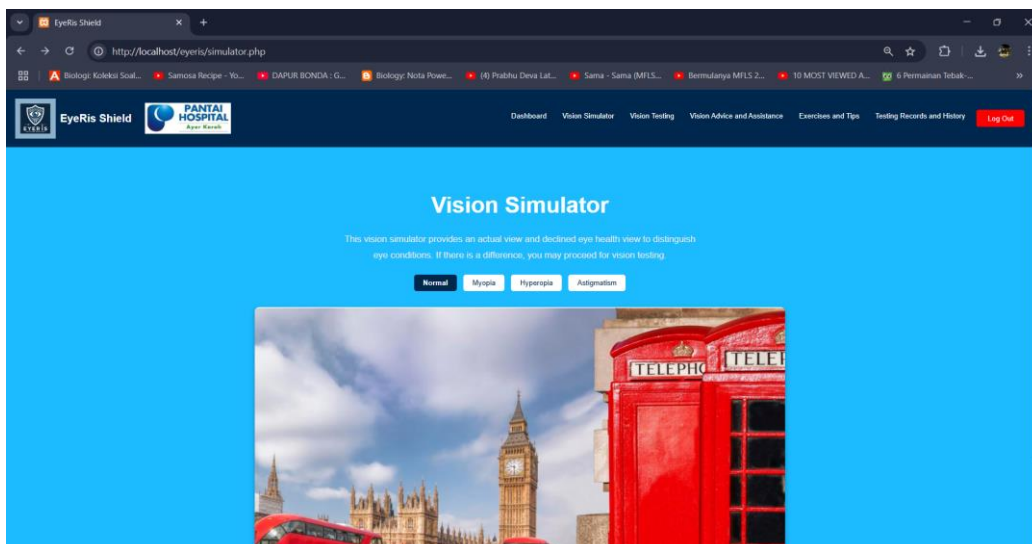 EyeRis Shield
http://localhost/eyeris/simulator.php
Biologi: Koleksi Soal...
Samosa Recipe - Yo...
DAPUR BONDA : G...
Biology: Nota Powe...
(4) Prabhu Deva Lat...
Sama - Sama (MFLS...
Bermulanya MFLS 2...
10 MOST VIEWED A...
6 Permainan Tebak-...
EYERIS
EyeRis Shield
PANTAI
HOSPITAL
Ayer Keroh
Dashboard
Vision Simulator
Vision Testing
Vision Advice and Assistance
Exercises and Tips
Testing Records and History
Log Out
Vision Simulator
This vision simulator provides an actual view and declined eye health view to distinguish
eye conditions. If there is a difference, you may proceed for vision testing.
Normal
Myopia
Hyperopia
Astigmatism
TELEPHO
TELEP